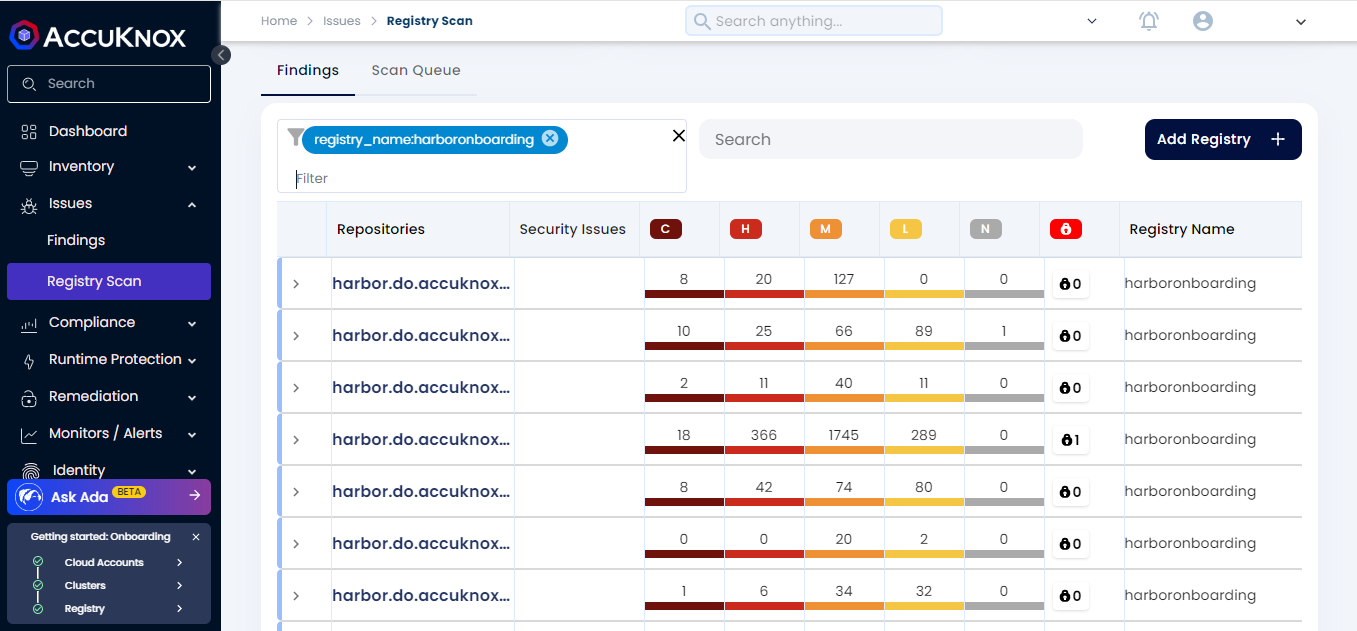 ACCUKNOX
Search
Dashboard
Inventory
Issues
Findings
Registry Scan
Compliance
Runtime Protection
Remediation
Monitors / Alerts
Identity
Ask Ada BETA
Getting started: Onboarding ×
Cloud Accounts
Clusters
Registry
Home > Issues > Registry Scan
Search anything...
Findings Scan Queue
registry_name:harboronboarding
Filter
Search
Add Registry +
Repositories Security Issues C H M L N Registry Name
harbor.do.accuknox... 8 20 127 0 0 0 harboronboarding
harbor.do.accuknox... 10 25 66 89 1 0 harboronboarding
harbor.do.accuknox... 2 11 40 11 0 0 harboronboarding
harbor.do.accuknox... 18 366 1745 289 0 1 harboronboarding
harbor.do.accuknox... 8 42 74 80 0 0 harboronboarding
harbor.do.accuknox... 0 0 20 2 0 0 harboronboarding
harbor.do.accuknox... 1 6 34 32 0 0 harboronboarding